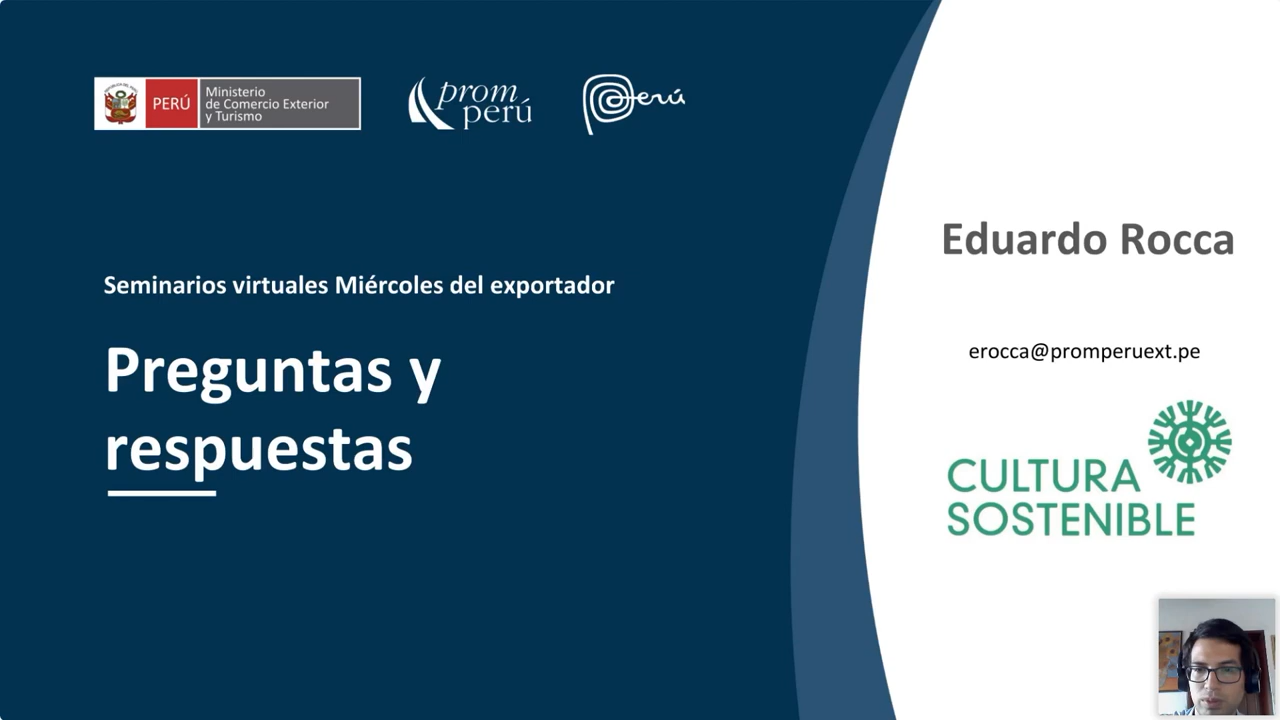 PERÚ
Ministerio
de Comercio Exterior
y Turismo
prom
perú
Perú
Seminarios virtuales Miércoles del exportador
Preguntas y
respuestas
Eduardo Rocca
erocca@promperuext.pe
CULTURA
SOSTENIBLE